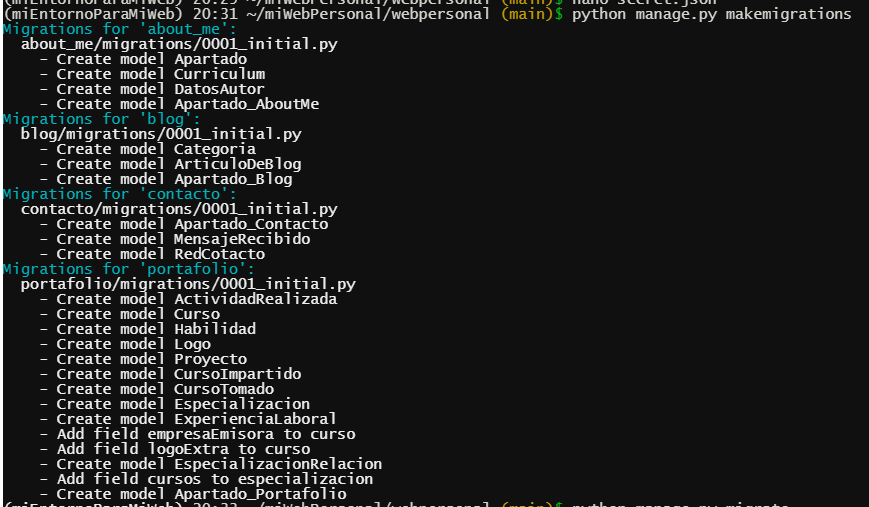 (miEntornoParaMiWeb) 20:29 ~/miWebPersonal/webpersonal (main)$ nano secret.json
(miEntornoParaMiWeb) 20:31 ~/miWebPersonal/webpersonal (main)$ python manage.py makemigrations
Migrations for 'about_me':
  about_me/migrations/0001_initial.py
    - Create model Apartado
    - Create model Curriculum
    - Create model DatosAutor
    - Create model Apartado_AboutMe
Migrations for 'blog':
  blog/migrations/0001_initial.py
    - Create model Categoria
    - Create model ArticuloDeBlog
    - Create model Apartado_Blog
Migrations for 'contacto':
  contacto/migrations/0001_initial.py
    - Create model Apartado_Contacto
    - Create model MensajeRecibido
    - Create model RedCotacto
Migrations for 'portafolio':
  portafolio/migrations/0001_initial.py
    - Create model ActividadRealizada
    - Create model Curso
    - Create model Habilidad
    - Create model Logo
    - Create model Proyecto
    - Create model CursoImpartido
    - Create model CursoTomado
    - Create model Especializacion
    - Create model ExperienciaLaboral
    - Add field empresaEmisora to curso
    - Add field logoExtra to curso
    - Create model EspecializacionRelacion
    - Add field cursos to especializacion
    - Create model Apartado_Portafolio
(miEntornoParaMiWeb) 20:33 ~/miWebPersonal/webpersonal (main)$ python manage.py migrate